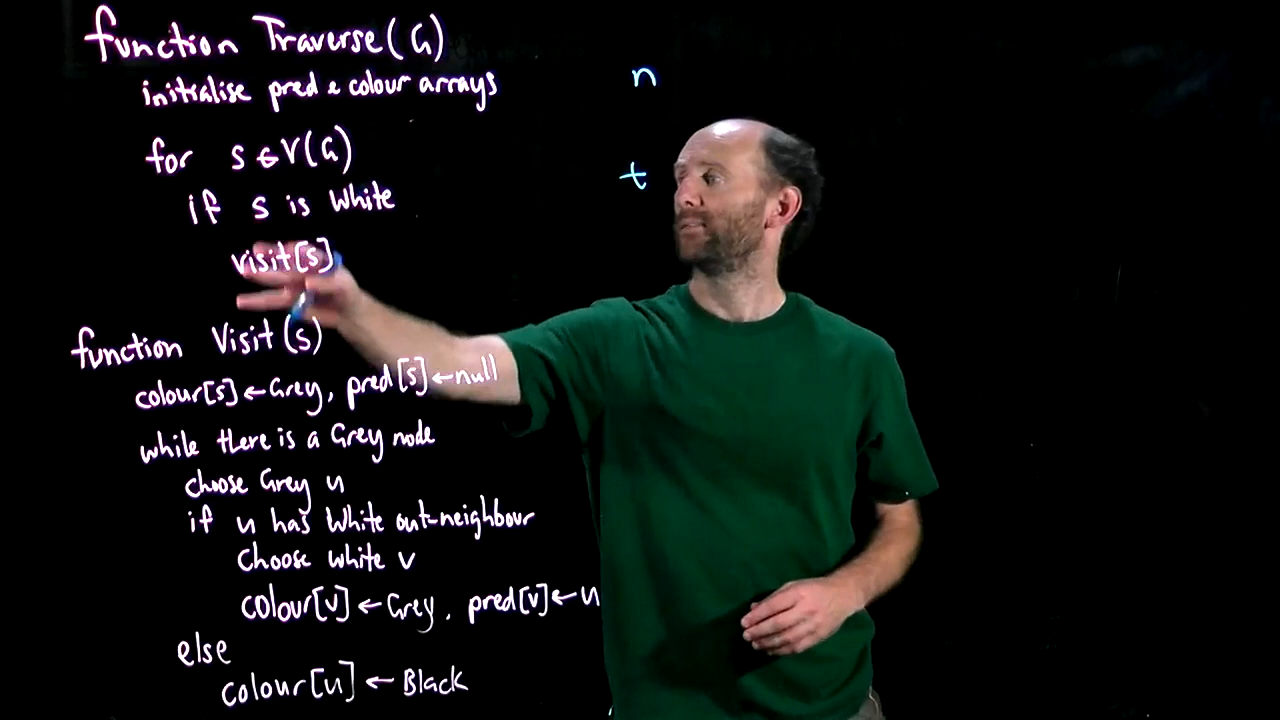 function Traverse(G)
initialise pred & colour arrays
for s∈V(G)
if s is White
visit[s]
function Visit(s)
colour[s]←Grey, pred[s]←null
while there is a Grey node
choose Grey u
if u has White out-neighbour
choose white v
colour[v]←Grey, pred[v]←u
else
colour[u]←Black
n
t